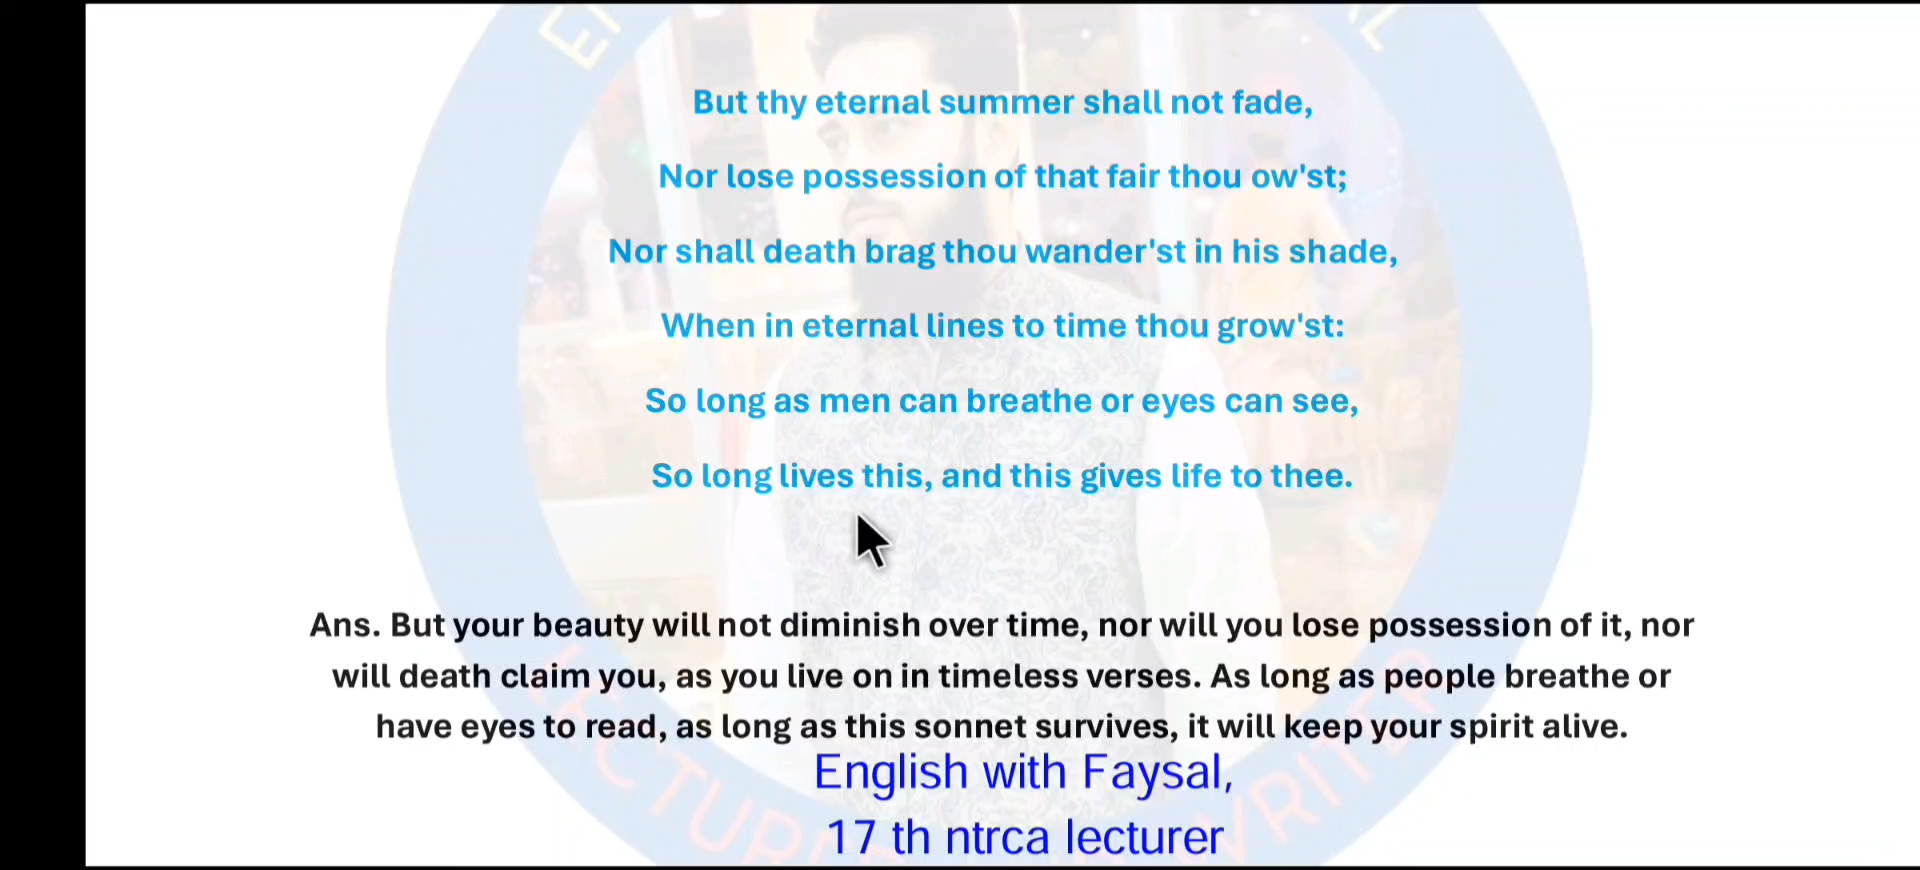 But thy eternal summer shall not fade,
Nor lose possession of that fair thou ow'st;
Nor shall death brag thou wander'st in his shade,
When in eternal lines to time thou grow'st:
So long as men can breathe or eyes can see,
So long lives this, and this gives life to thee.
Ans. But your beauty will not diminish over time, nor will you lose possession of it, nor
will death claim you, as you live on in timeless verses. As long as people breathe or
have eyes to read, as long as this sonnet survives, it will keep your spirit alive.
English with Faysal,
17 th ntrca lecturer